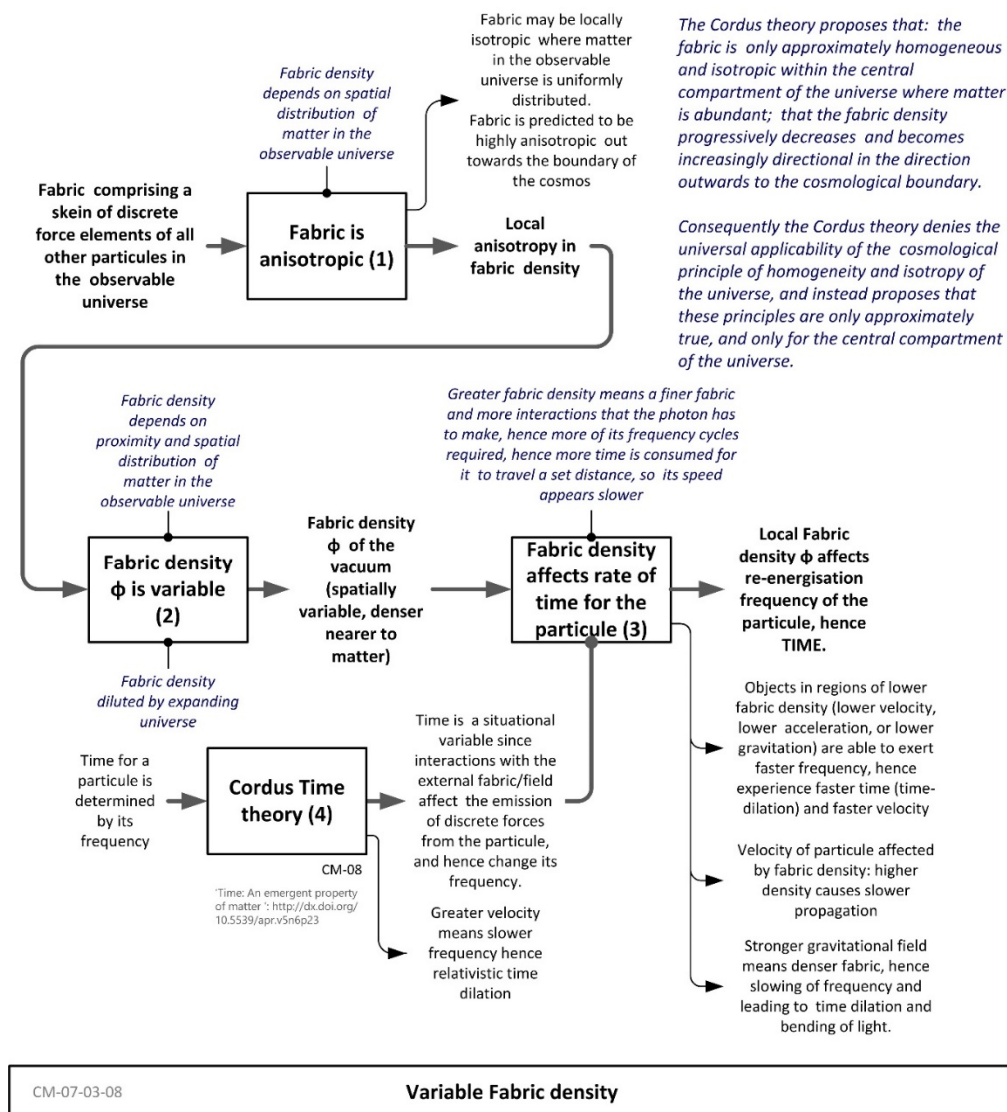 Fabric may be locally
isotropic where matter
in the observable
universe is uniformly
distributed.
Fabric is predicted to be
highly anisotropic out
towards the boundary of
the cosmos
The Cordus theory proposes that: the
fabric is only approximately homogeneous
and isotropic within the central
compartment of the universe where matter
is abundant; that the fabric density
progressively decreases and becomes
increasingly directional in the direction
outwards to the cosmological boundary.
Consequently the Cordus theory denies the
universal applicability of the cosmological
principle of homogeneity and isotropy of
the universe, and instead proposes that
these principles are only approximately
true, and only for the central compartment
of the universe.
Fabric density
depends on spatial
distribution of
matter in the
observable universe
Fabric comprising a
skein of discrete
force elements of all
other particules in
the observable
universe
Fabric is
anisotropic (1)
Local
anisotropy in
fabric density
Fabric density
depends on
proximity and spatial
distribution of
matter in the
observable universe
Fabric density
ϕ is variable
(2)
Fabric density
diluted by expanding
universe
Fabric density
ϕ of the
vacuum
(spatially
variable, denser
nearer to
matter)
Greater fabric density means a finer fabric
and more interactions that the photon has
to make, hence more of its frequency cycles
required, hence more time is consumed for
it to travel a set distance, so its speed
appears slower
Fabric density
affects rate of
time for the
particule (3)
Local Fabric
density ϕ affects
re-energisation
frequency of the
particule, hence
TIME.
Time for a
particule is
determined
by its
frequency
Cordus Time
theory (4)
CM-08
'Time: An emergent property
of matter ': http://dx.doi.org/
10.5539/apr.v5n6p23
Time is a situational
variable since
interactions with the
external fabric/field
affect the emission
of discrete forces
from the particule,
and hence change its
frequency.
Greater velocity
means slower
frequency hence
relativistic time
dilation
Objects in regions of lower
fabric density (lower velocity,
lower acceleration, or lower
gravitation) are able to exert
faster frequency, hence
experience faster time (time-
dilation) and faster velocity
Velocity of particule affected
by fabric density: higher
density causes slower
propagation
Stronger gravitational field
means denser fabric, hence
slowing of frequency and
leading to time dilation and
bending of light.
CM-07-03-08
Variable Fabric density